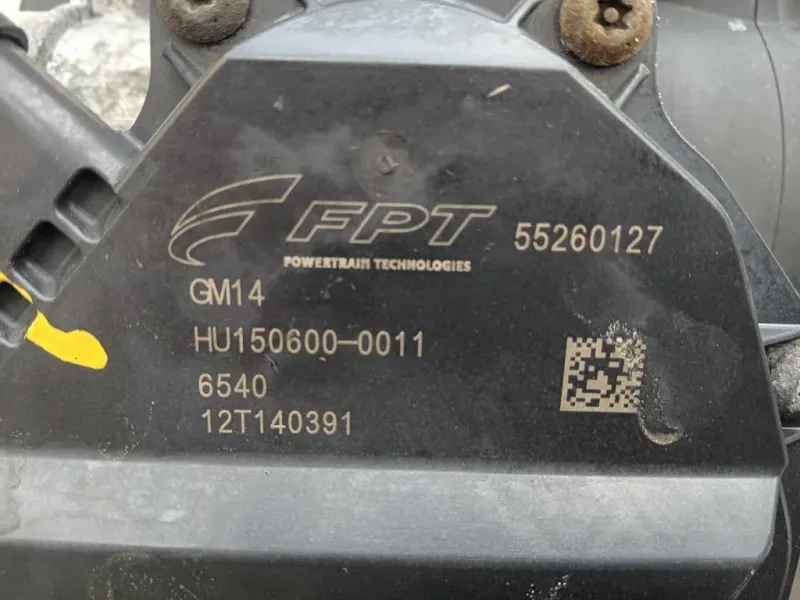 FPT 55260127
POWERTRAIN TECHNOLOGIES
GM14
HU150600-0011
6540
12T140391